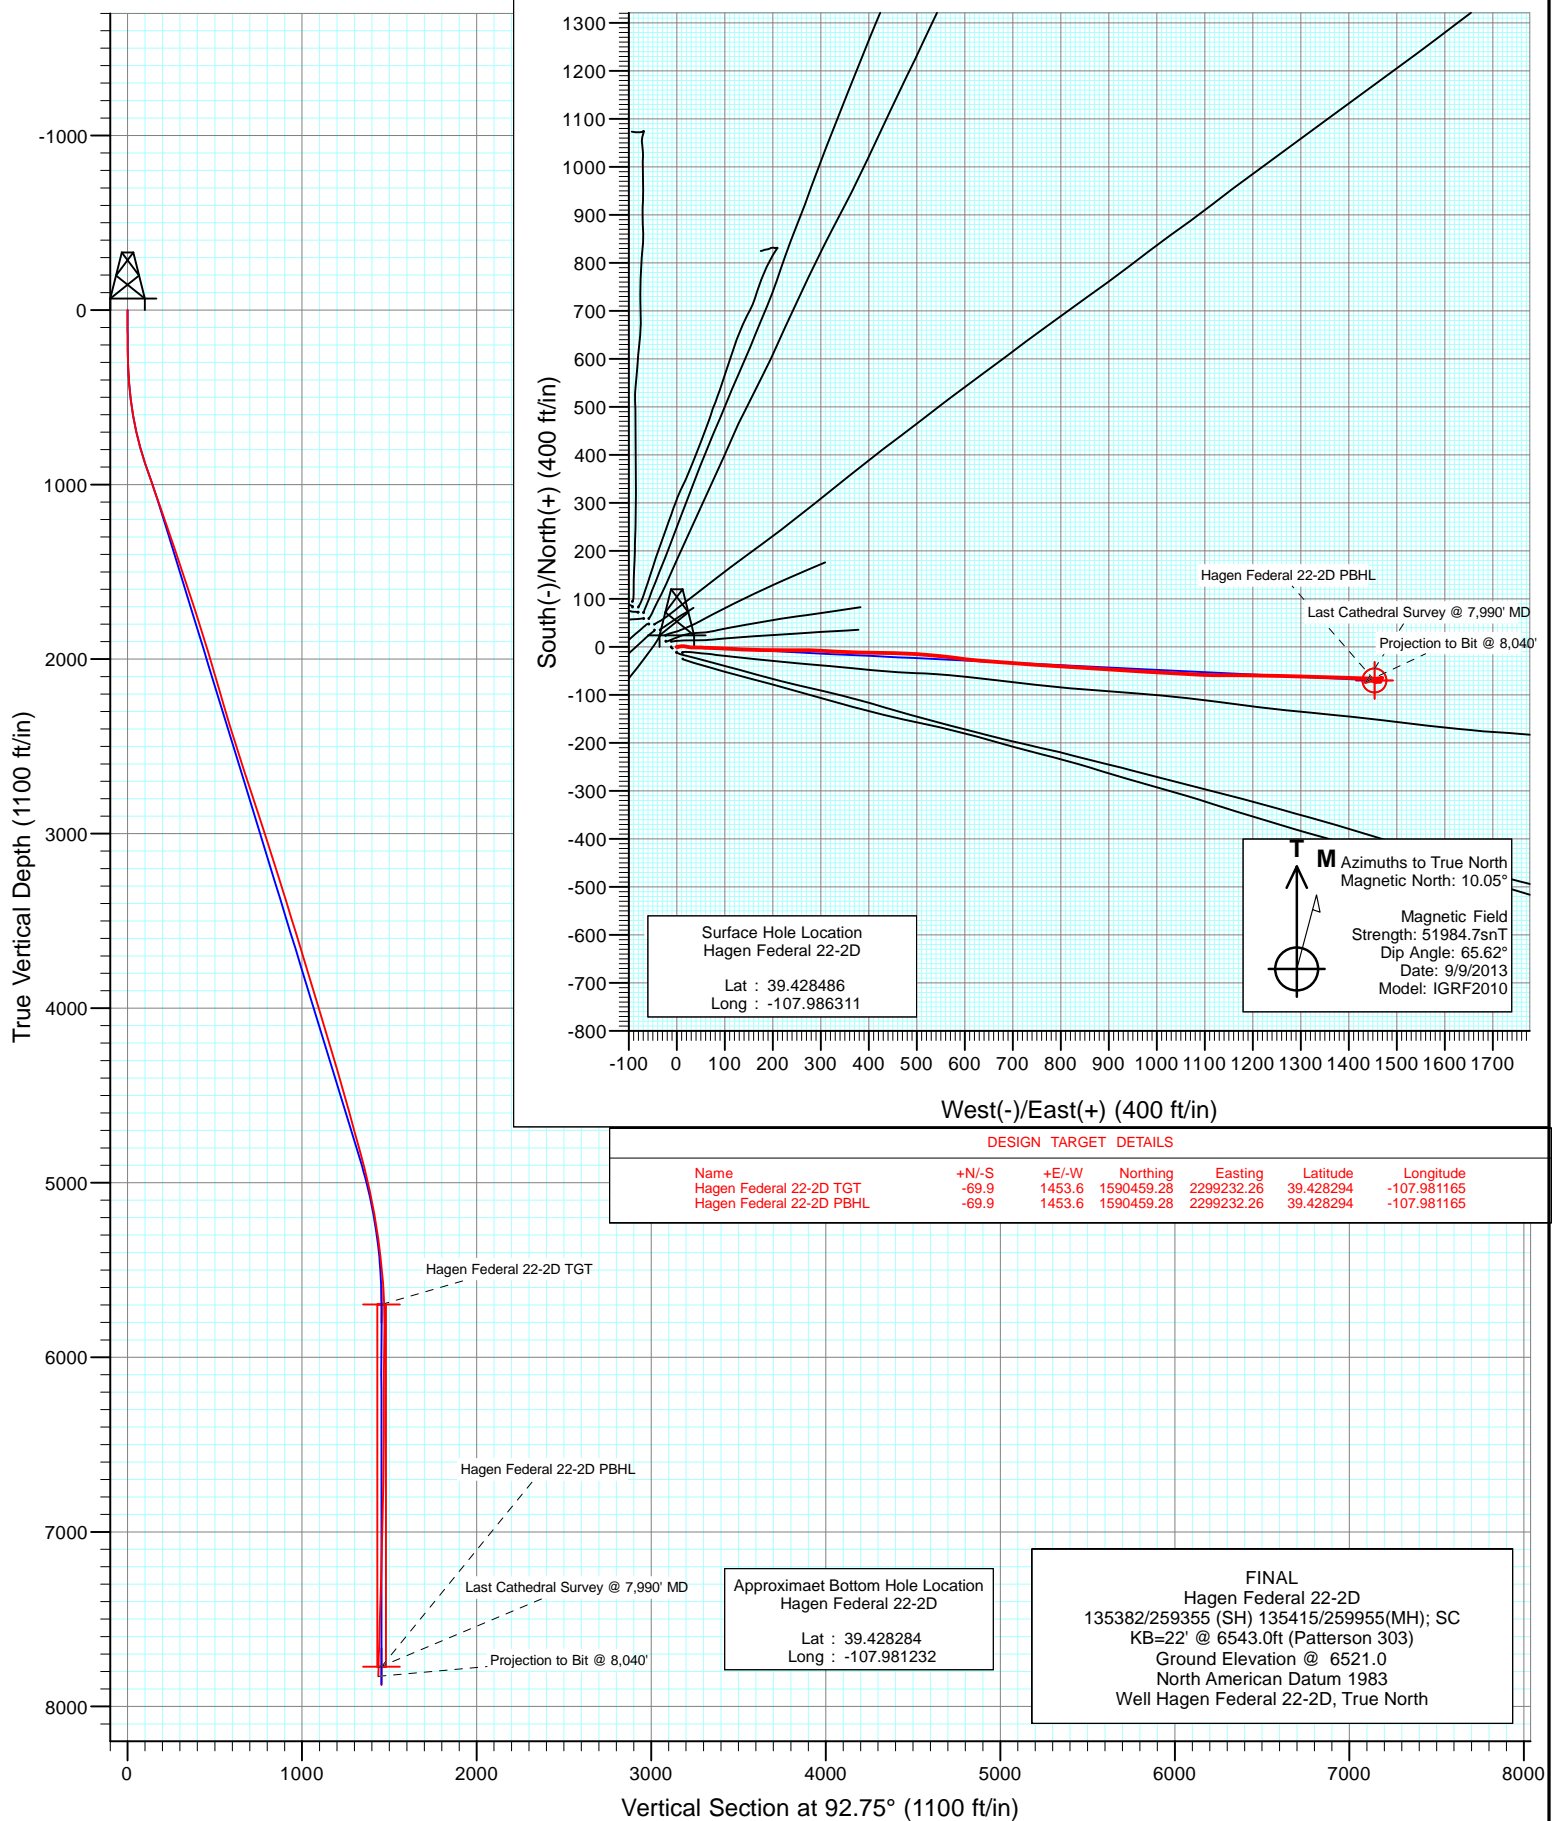 True Vertical Depth (1100 ft/in)
-1000
0
1000
2000
3000
4000
5000
6000
7000
8000
0 1000 2000 3000 4000 5000 6000 7000 8000
Vertical Section at 92.75° (1100 ft/in)
South(-)/North(+) (400 ft/in)
1300
1200
1100
1000
900
800
700
600
500
400
300
200
100
0
-100
-200
-300
-400
-500
-600
-700
-800
-100 0 100 200 300 400 500 600 700 800 900 1000 1100 1200 1300 1400 1500 1600 1700
West(-)/East(+) (400 ft/in)
Hagen Federal 22-2D PBHL
Last Cathedral Survey @ 7,990' MD
Projection to Bit @ 8,040'
T
M
Azimuths to True North
Magnetic North: 10.05°
Magnetic Field
Strength: 51984.7snT
Dip Angle: 65.62°
Date: 9/9/2013
Model: IGRF2010
Surface Hole Location
Hagen Federal 22-2D
Lat : 39.428486
Long : -107.986311
DESIGN TARGET DETAILS
Name +N/-S +E/-W Northing Easting Latitude Longitude
Hagen Federal 22-2D TGT -69.9 1453.6 1590459.28 2299232.26 39.428294 -107.981165
Hagen Federal 22-2D PBHL -69.9 1453.6 1590459.28 2299232.26 39.428294 -107.981165
Hagen Federal 22-2D TGT
Hagen Federal 22-2D PBHL
Last Cathedral Survey @ 7,990' MD
Projection to Bit @ 8,040'
Approximaet Bottom Hole Location
Hagen Federal 22-2D
Lat : 39.428284
Long : -107.981232
FINAL
Hagen Federal 22-2D
135382/259355 (SH) 135415/259955(MH); SC
KB=22' @ 6543.0ft (Patterson 303)
Ground Elevation @ 6521.0
North American Datum 1983
Well Hagen Federal 22-2D, True North